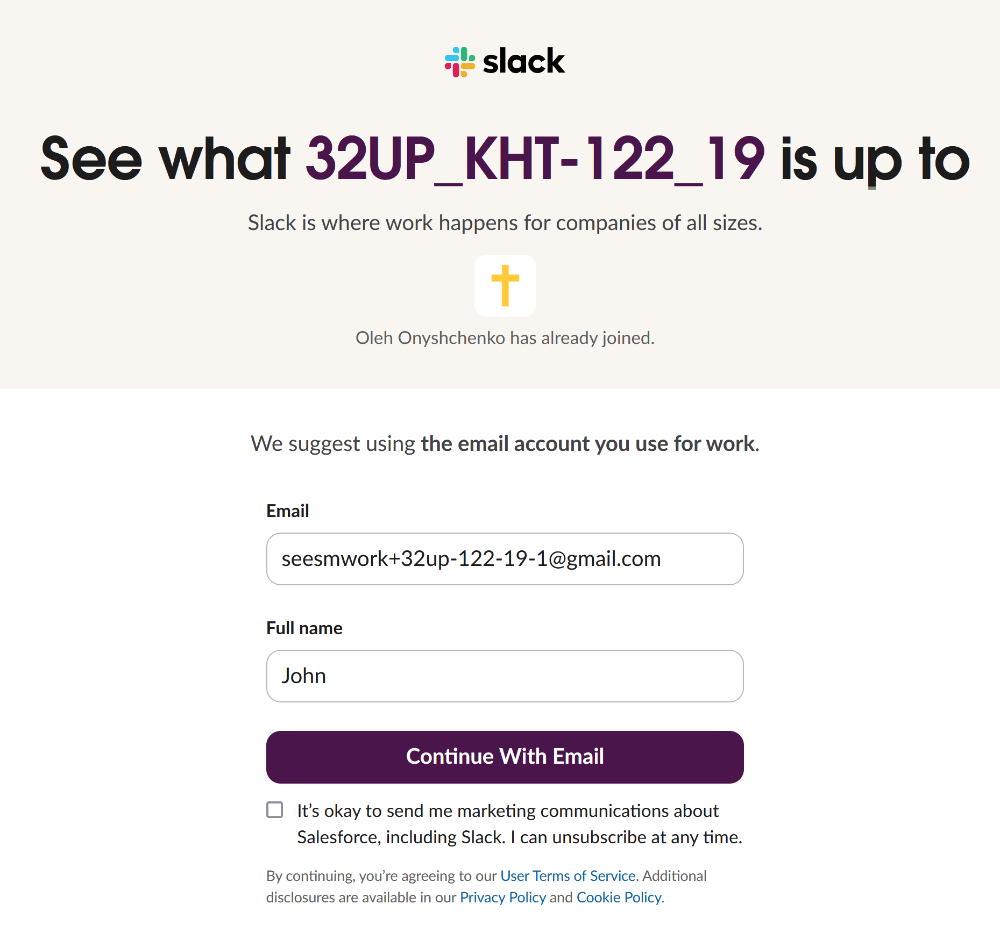 slack
See what 32UP_KHT-122_19 is up to
Slack is where work happens for companies of all sizes.
Oleh Onyshchenko has already joined.
We suggest using the email account you use for work.
Email
seesmwork+32up-122-19-1@gmail.com
Full name
John
Continue With Email
It’s okay to send me marketing communications about
Salesforce, including Slack. I can unsubscribe at any time.
By continuing, you’re agreeing to our User Terms of Service. Additional
disclosures are available in our Privacy Policy and Cookie Policy.